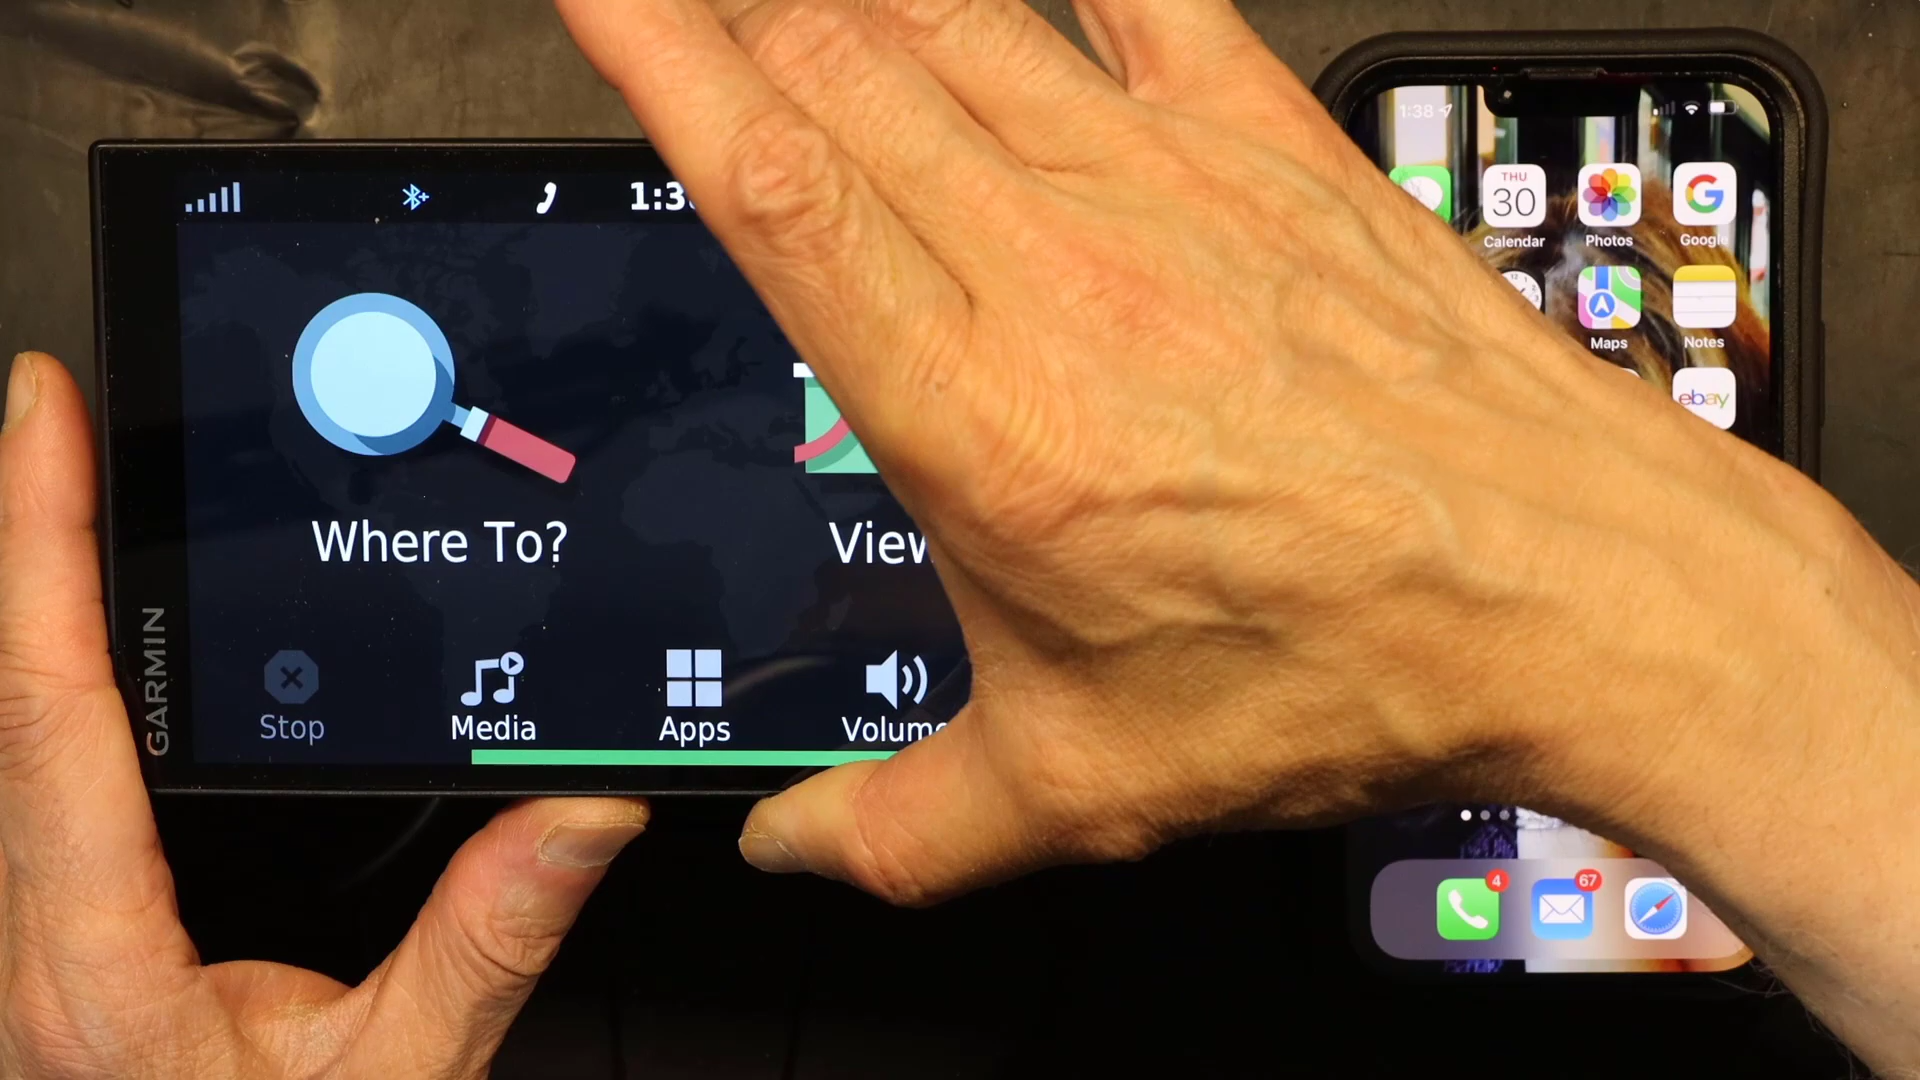 1:38
THU
30
Calendar
Photos
Google
Maps
Notes
ebay
1:3
Where To?
View
GARMIN
Stop
Media
Apps
Volume
4
67